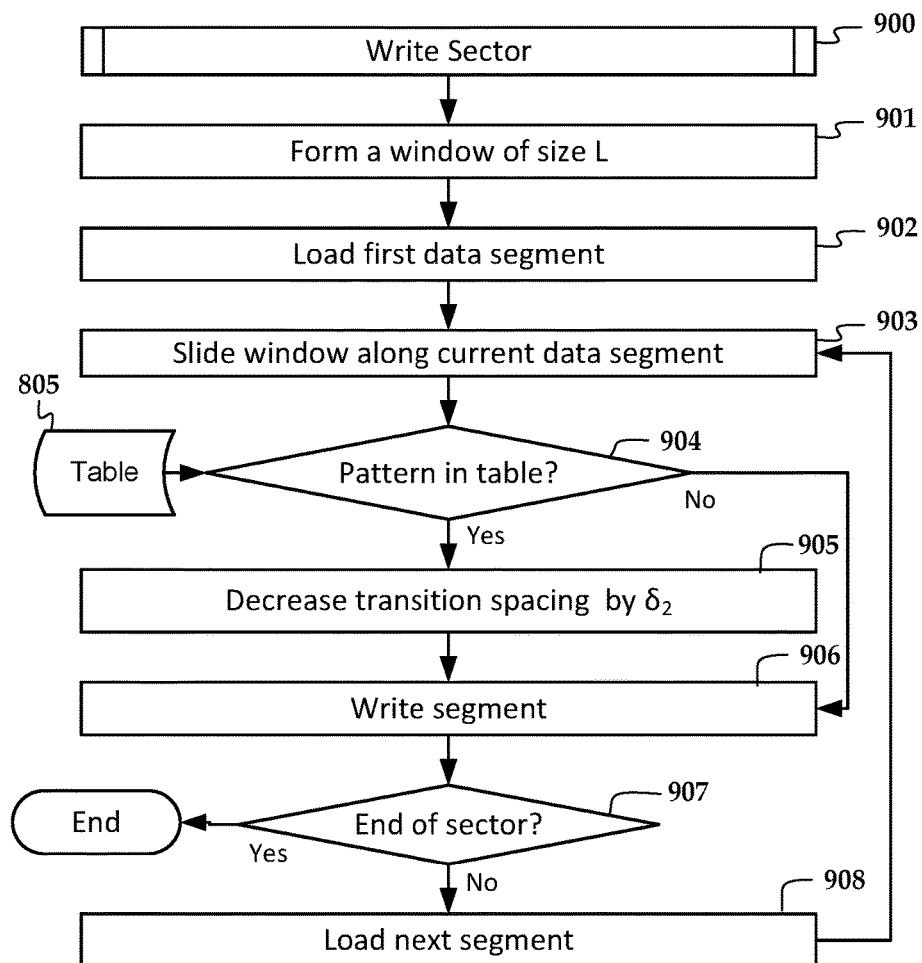 900
Write Sector
901
Form a window of size L
902
Load first data segment
903
Slide window along current data segment
805
904
Table
Pattern in table?
No
Yes
905
Decrease transition spacing by δ₂
906
Write segment
907
End
End of sector?
Yes
No
908
Load next segment